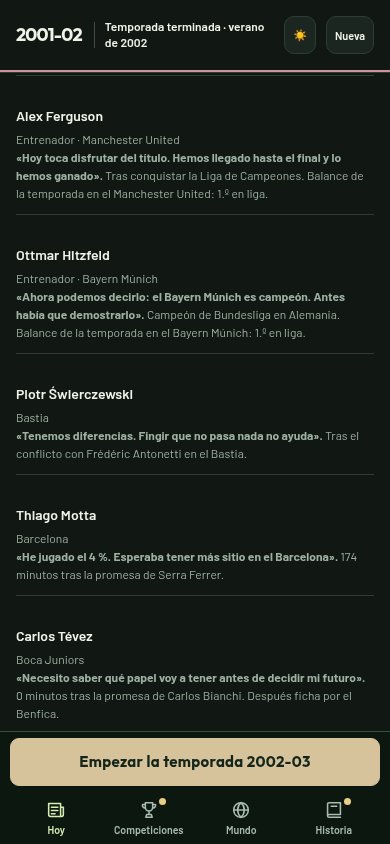 2001-02
Temporada terminada · verano
de 2002
Nueva
Alex Ferguson
Entrenador · Manchester United
«Hoy toca disfrutar del título. Hemos llegado hasta el final y lo
hemos ganado». Tras conquistar la Liga de Campeones. Balance de
la temporada en el Manchester United: 1.º en liga.
Ottmar Hitzfeld
Entrenador · Bayern Múnich
«Ahora podemos decirlo: el Bayern Múnich es campeón. Antes
había que demostrarlo». Campeón de Bundesliga en Alemania.
Balance de la temporada en el Bayern Múnich: 1.º en liga.
Piotr Świerczewski
Bastia
«Tenemos diferencias. Fingir que no pasa nada no ayuda». Tras el
conflicto con Frédéric Antonetti en el Bastia.
Thiago Motta
Barcelona
«He jugado el 4 %. Esperaba tener más sitio en el Barcelona». 174
minutos tras la promesa de Serra Ferrer.
Carlos Tévez
Boca Juniors
«Necesito saber qué papel voy a tener antes de decidir mi futuro».
0 minutos tras la promesa de Carlos Bianchi. Después ficha por el
Benfica.
Empezar la temporada 2002-03
Hoy
Competiciones
Mundo
Historia